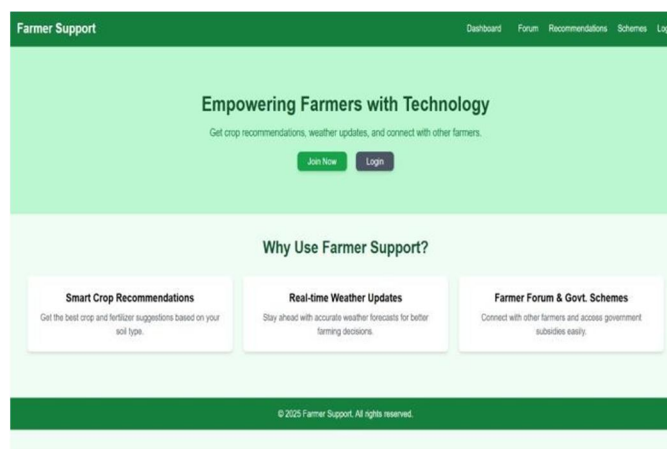 Farmer Support
Dashboard Forum Recommendations Schemes
Empowering Farmers with Technology
Get crop recommendations, weather updates, and connect with other farmers.
Join Now Login
Why Use Farmer Support?
Smart Crop Recommendations
Get the best crop and fertilizer suggestions based on your
soil type.
Real-time Weather Updates
Stay ahead with accurate weather forecasts for better
farming decisions.
Farmer Forum & Govt. Schemes
Connect with other farmers and access government
subsidies easily.
© 2025 Farmer Support. All rights reserved.